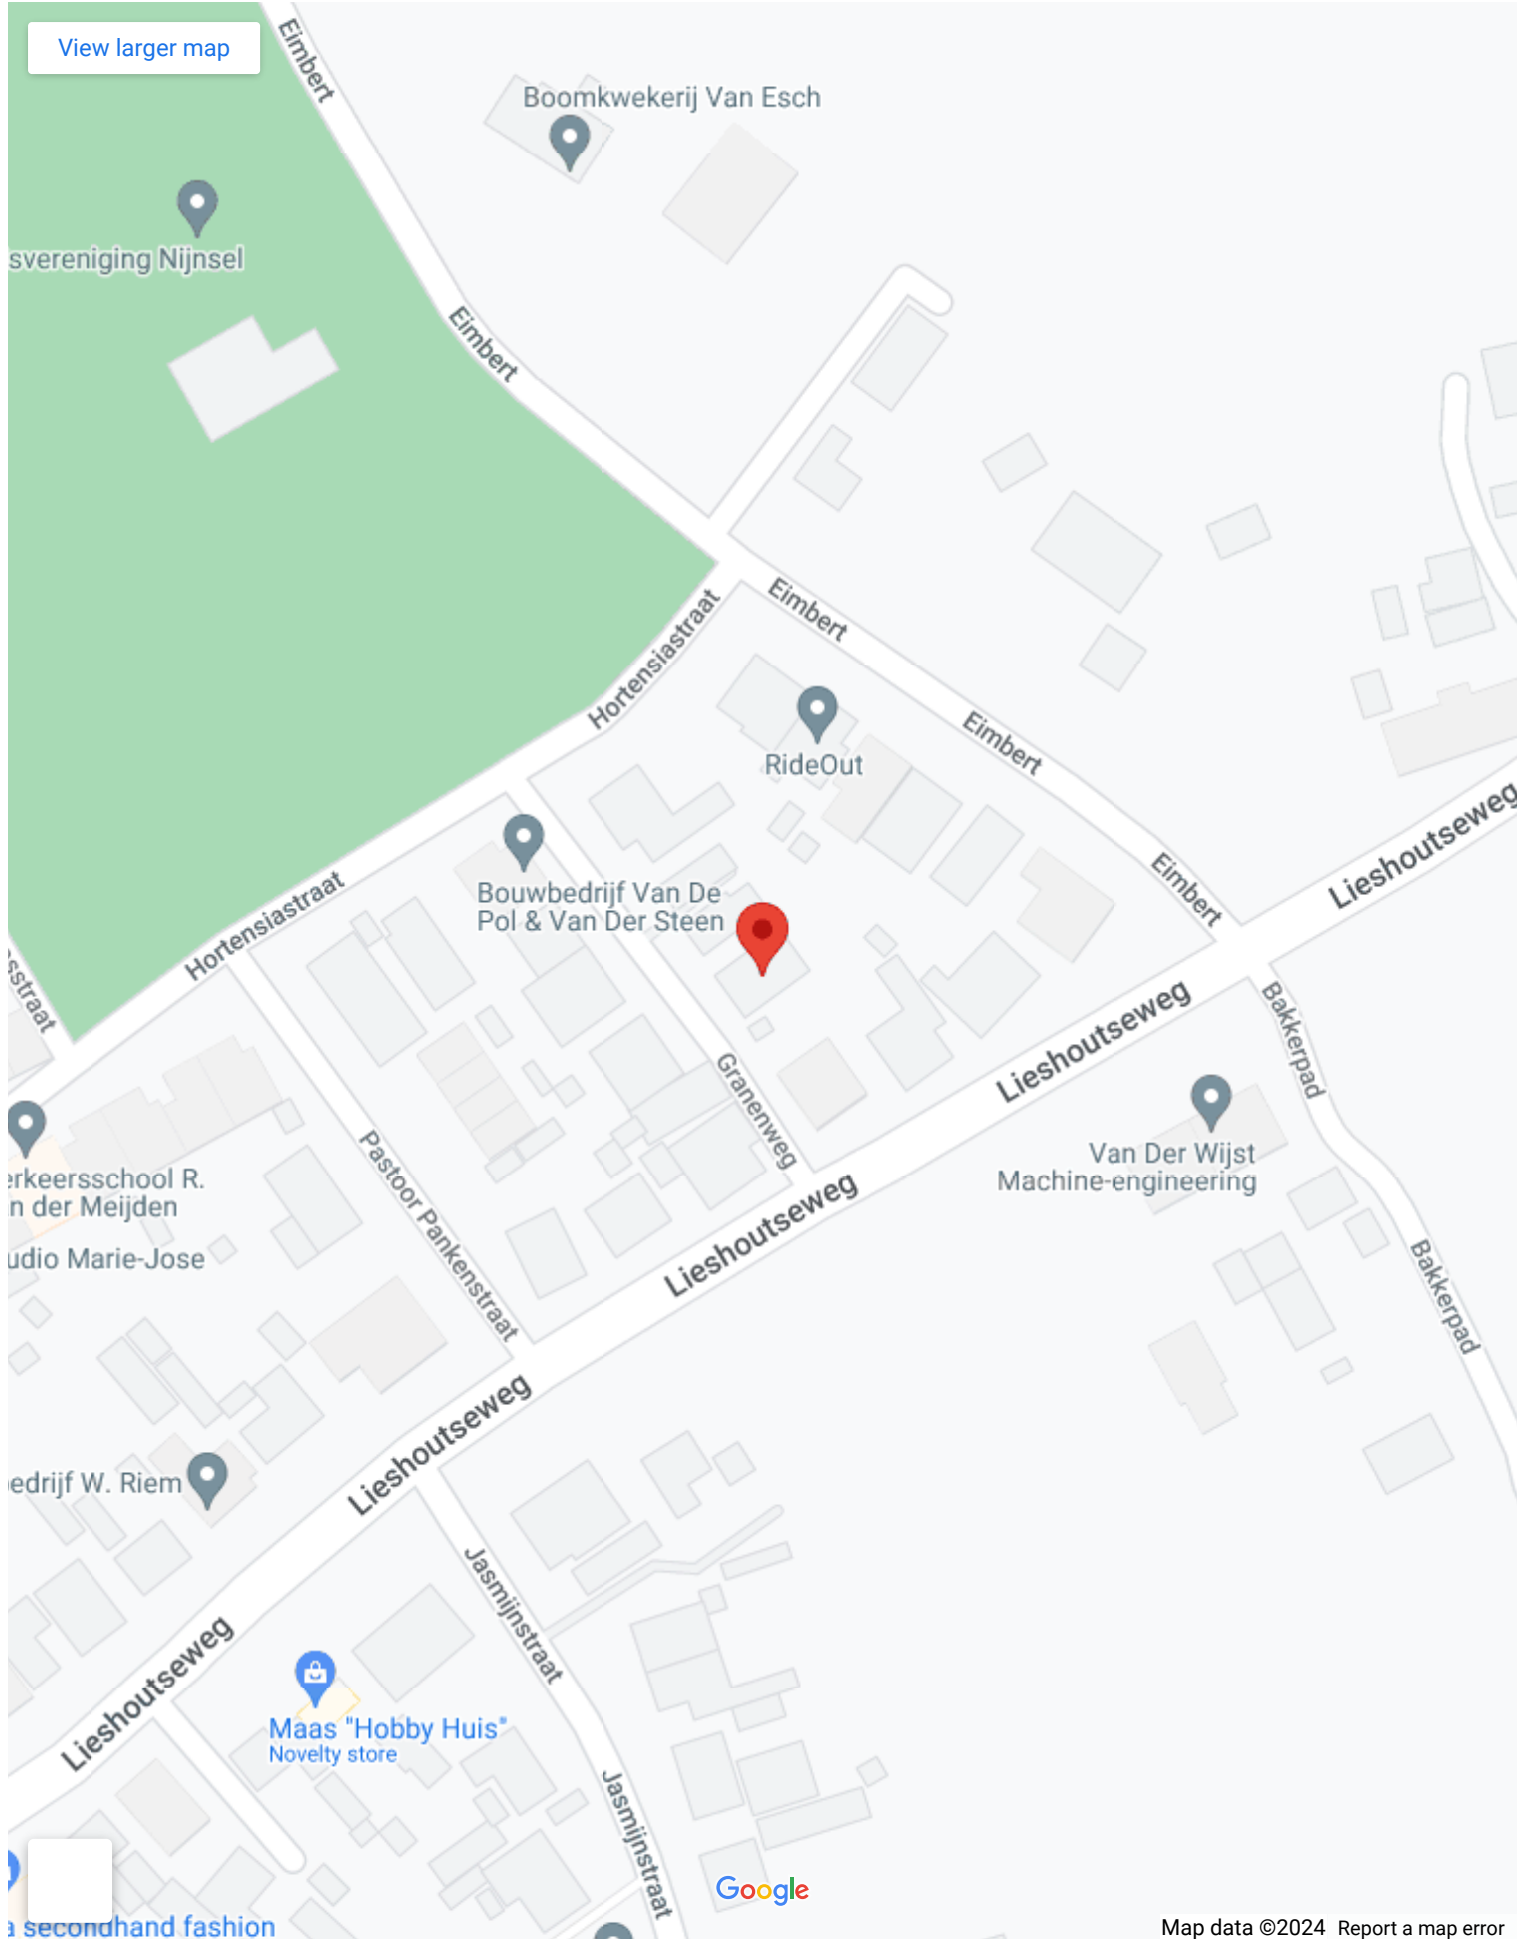 View larger map
Eimbert
Boomkwekerij Van Esch
svereniging Nijnsel
Eimbert
Eimbert
Hortensiastraat
Eimbert
RideOut
Lieshoutseweg
Eimbert
Bouwbedrijf Van De
Pol & Van Der Steen
Hortensiastraat
sstraat
Lieshoutseweg
Bakkerpad
Granenweg
Van Der Wijst
Machine-engineering
erkeersschool R.
n der Meijden
Pastoor Pankenstraat
Lieshoutseweg
udio Marie-Jose
Bakkerpad
Lieshoutseweg
edrijf W. Riem
Jasmijnstraat
Lieshoutseweg
Maas "Hobby Huis"
Novelty store
Jasmijnstraat
Google
a secondhand fashion
Map data ©2024 Report a map error